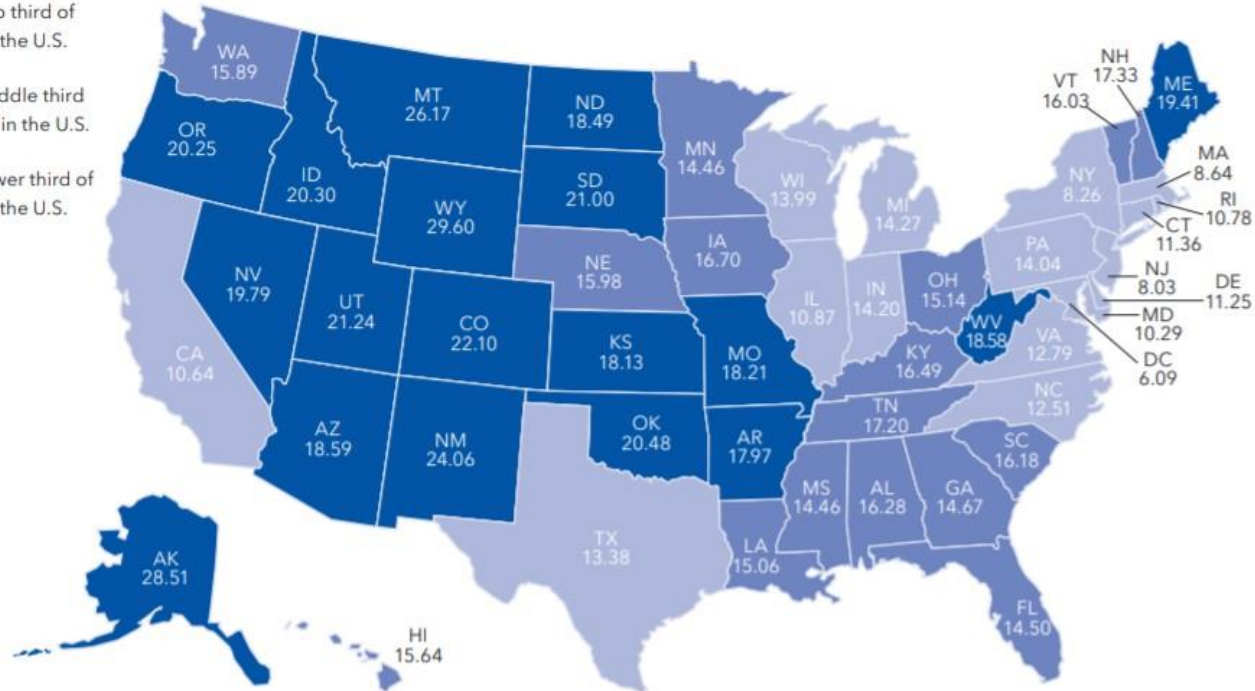 third of
the U.S.
ddle third
in the U.S.
wer third of
the U.S.
WA
15.89
OR
20.25
CA
10.64
NV
19.79
ID
20.30
MT
26.17
WY
29.60
UT
21.24
AZ
18.59
CO
22.10
NM
24.06
ND
18.49
SD
21.00
NE
15.98
KS
18.13
OK
20.48
TX
13.38
MN
14.46
IA
16.70
MO
18.21
AR
17.97
LA
15.06
WI
13.99
IL
10.87
MI
14.27
IN
14.20
OH
15.14
KY
16.49
TN
17.20
MS
14.46
AL
16.28
GA
14.67
FL
14.50
SC
16.18
NC
12.51
VA
12.79
WV
18.58
PA
14.04
NY
8.26
VT
16.03
NH
17.33
ME
19.41
MA
8.64
RI
10.78
CT
11.36
NJ
8.03
DE
11.25
MD
10.29
DC
6.09
AK
28.51
HI
15.64